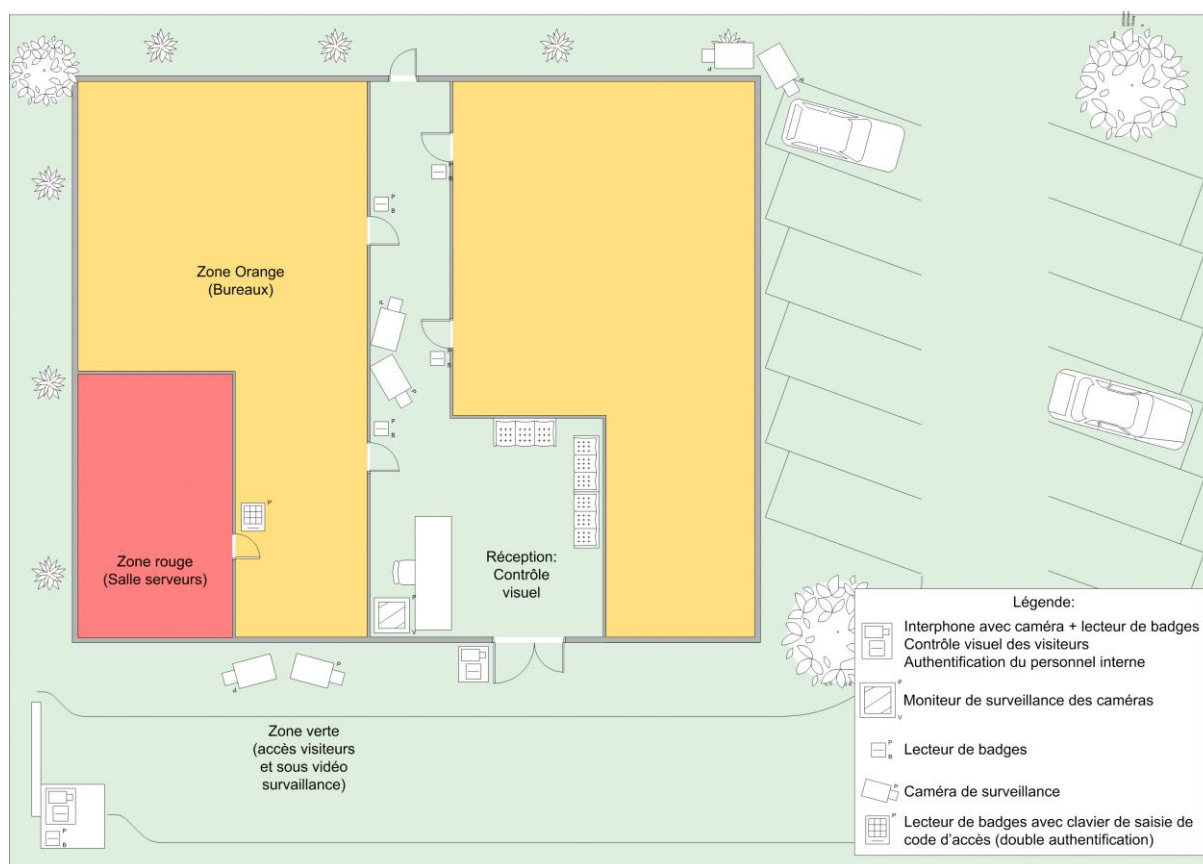 Zone Orange
(Bureaux)
Zone rouge
(Salle serveurs)
Réception:
Contrôle
visuel
Zone verte
(accès visiteurs
et sous vidéo
survaillance)
Légende:
Interphone avec caméra + lecteur de badges
Contrôle visuel des visiteurs
Authentification du personnel interne
P
Moniteur de surveillance des caméras
V
P
Lecteur de badges
B
Caméra de surveillance
P
Lecteur de badges avec clavier de saisie de
code d'accès (double authentification)